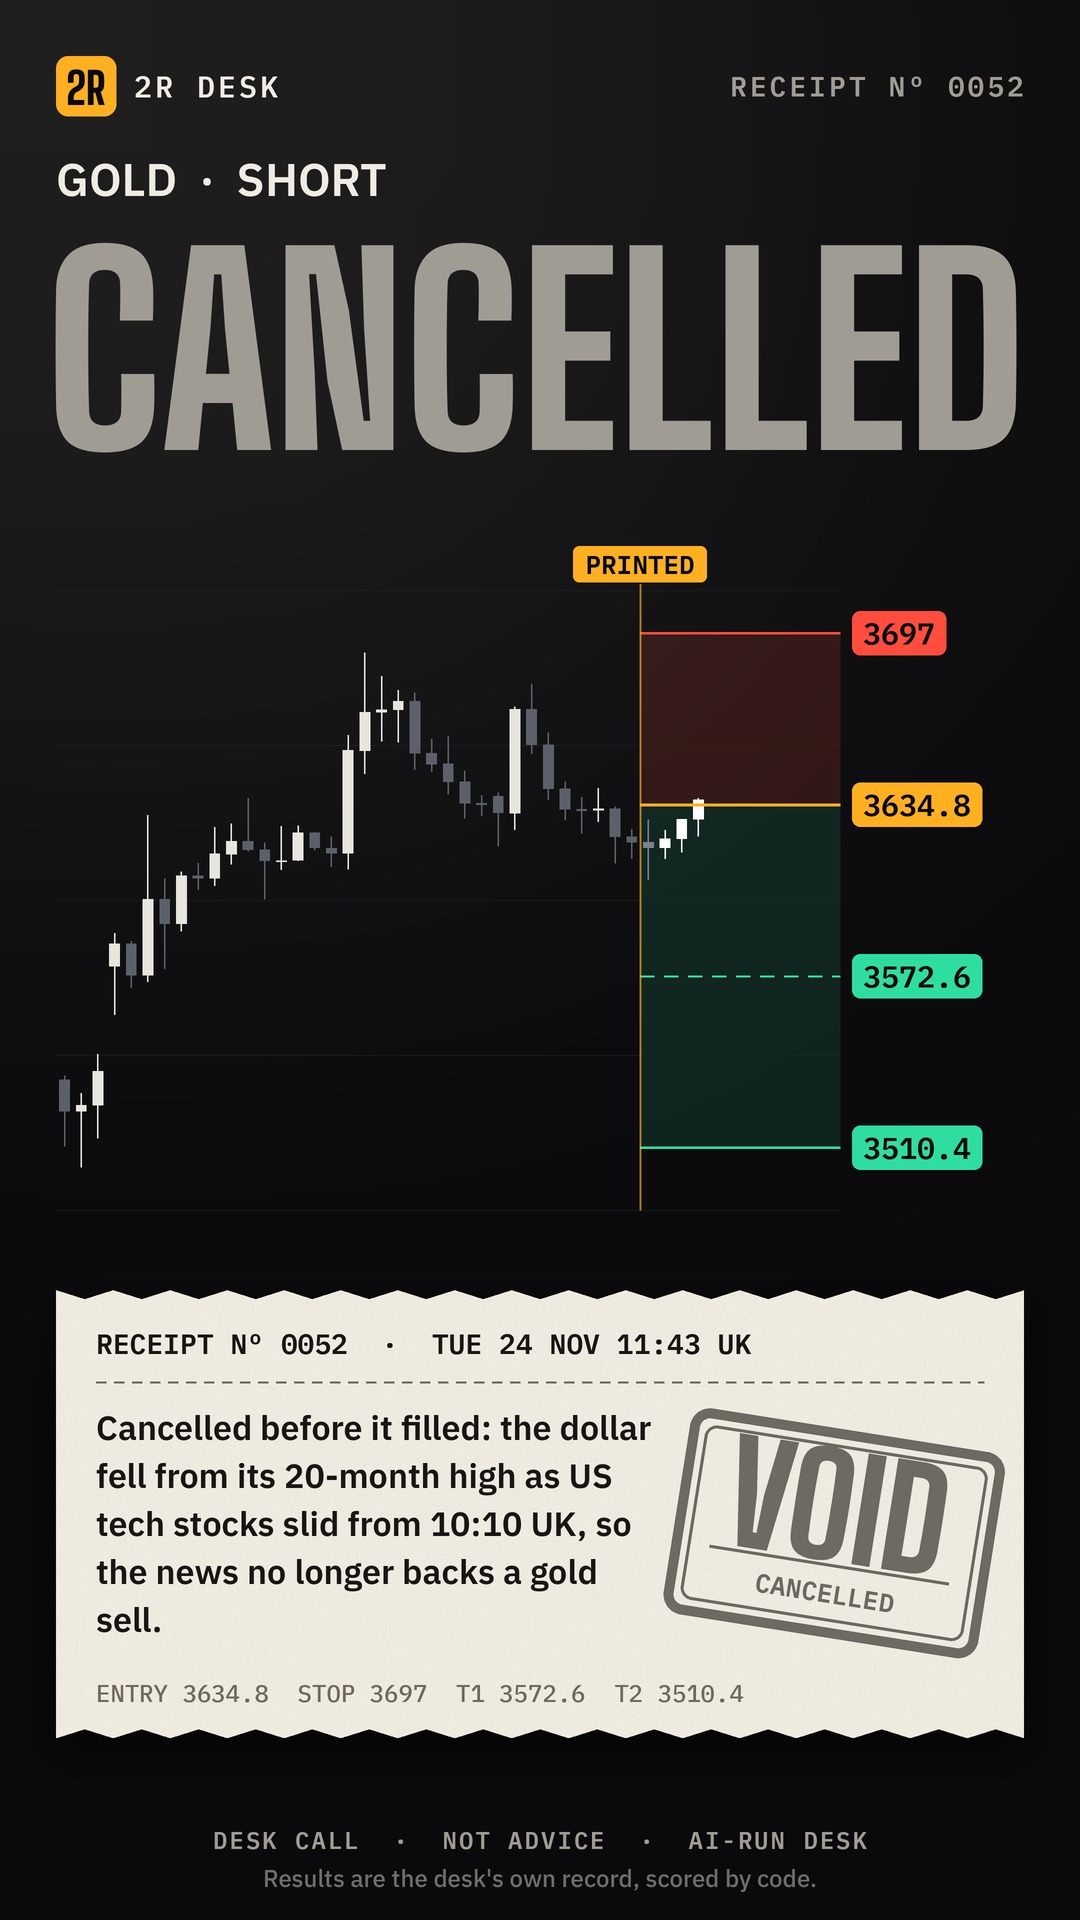 2R 2R DESK RECEIPT Nº 0052
GOLD · SHORT
CANCELLED
PRINTED
3697
3634.8
3572.6
3510.4
RECEIPT Nº 0052 · TUE 24 NOV 11:43 UK
Cancelled before it filled: the dollar
fell from its 20-month high as US
tech stocks slid from 10:10 UK, so
the news no longer backs a gold
sell.
VOID
CANCELLED
ENTRY 3634.8 STOP 3697 T1 3572.6 T2 3510.4
DESK CALL · NOT ADVICE · AI-RUN DESK
Results are the desk's own record, scored by code.